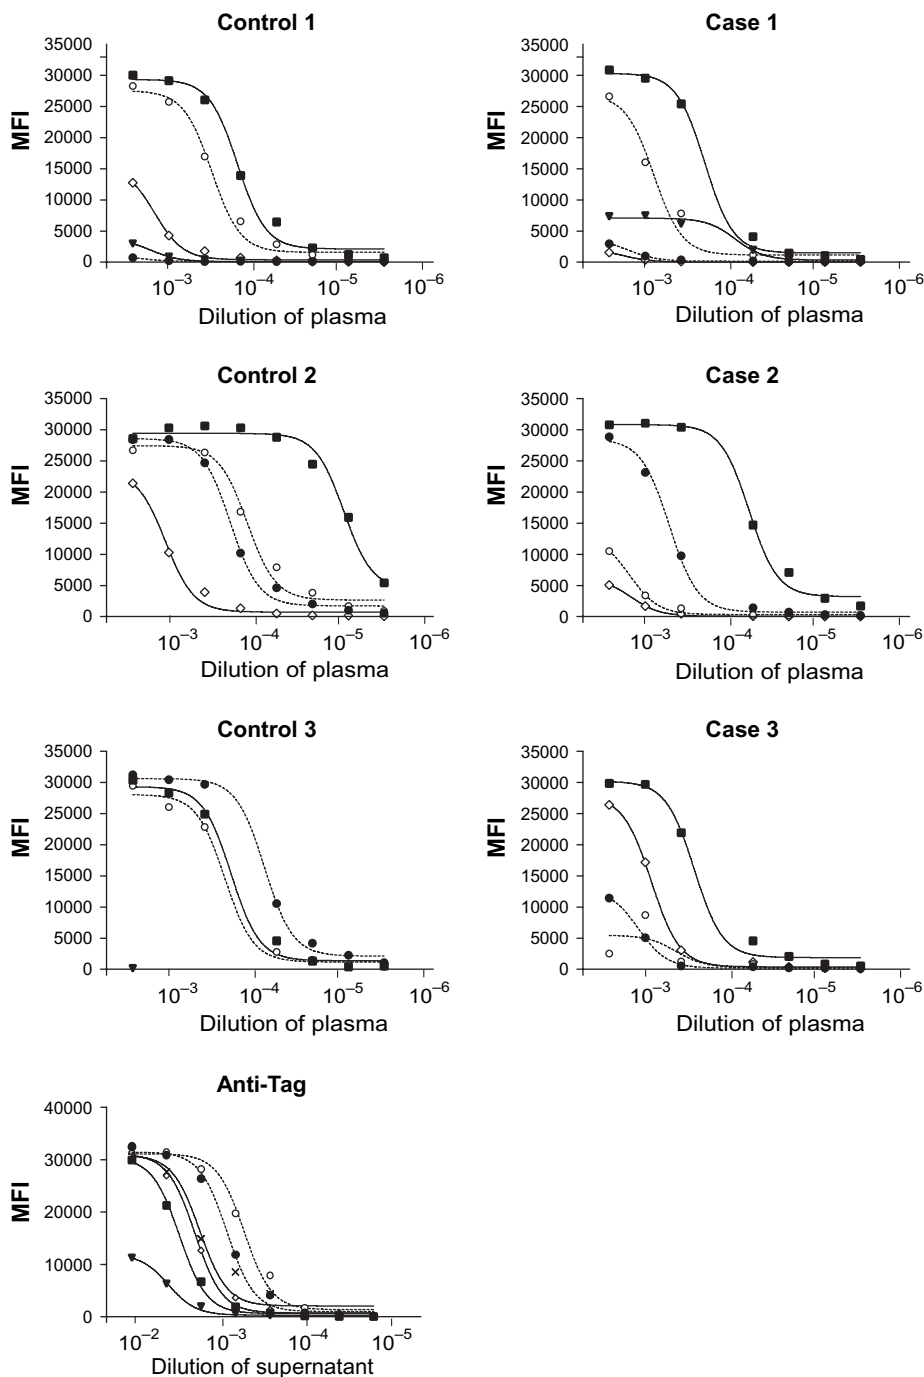 Control 1
35000
30000
25000
20000
15000
10000
5000
0
MFI
10⁻³ 10⁻⁴ 10⁻⁵ 10⁻⁶
Dilution of plasma
Case 1
35000
30000
25000
20000
15000
10000
5000
0
MFI
10⁻³ 10⁻⁴ 10⁻⁵ 10⁻⁶
Dilution of plasma
Control 2
35000
30000
25000
20000
15000
10000
5000
0
MFI
10⁻³ 10⁻⁴ 10⁻⁵ 10⁻⁶
Dilution of plasma
Case 2
35000
30000
25000
20000
15000
10000
5000
0
MFI
10⁻³ 10⁻⁴ 10⁻⁵ 10⁻⁶
Dilution of plasma
Control 3
35000
30000
25000
20000
15000
10000
5000
0
MFI
10⁻³ 10⁻⁴ 10⁻⁵ 10⁻⁶
Dilution of plasma
Case 3
35000
30000
25000
20000
15000
10000
5000
0
MFI
10⁻³ 10⁻⁴ 10⁻⁵ 10⁻⁶
Dilution of plasma
Anti-Tag
40000
30000
20000
10000
0
MFI
10⁻² 10⁻³ 10⁻⁴ 10⁻⁵
Dilution of supernatant